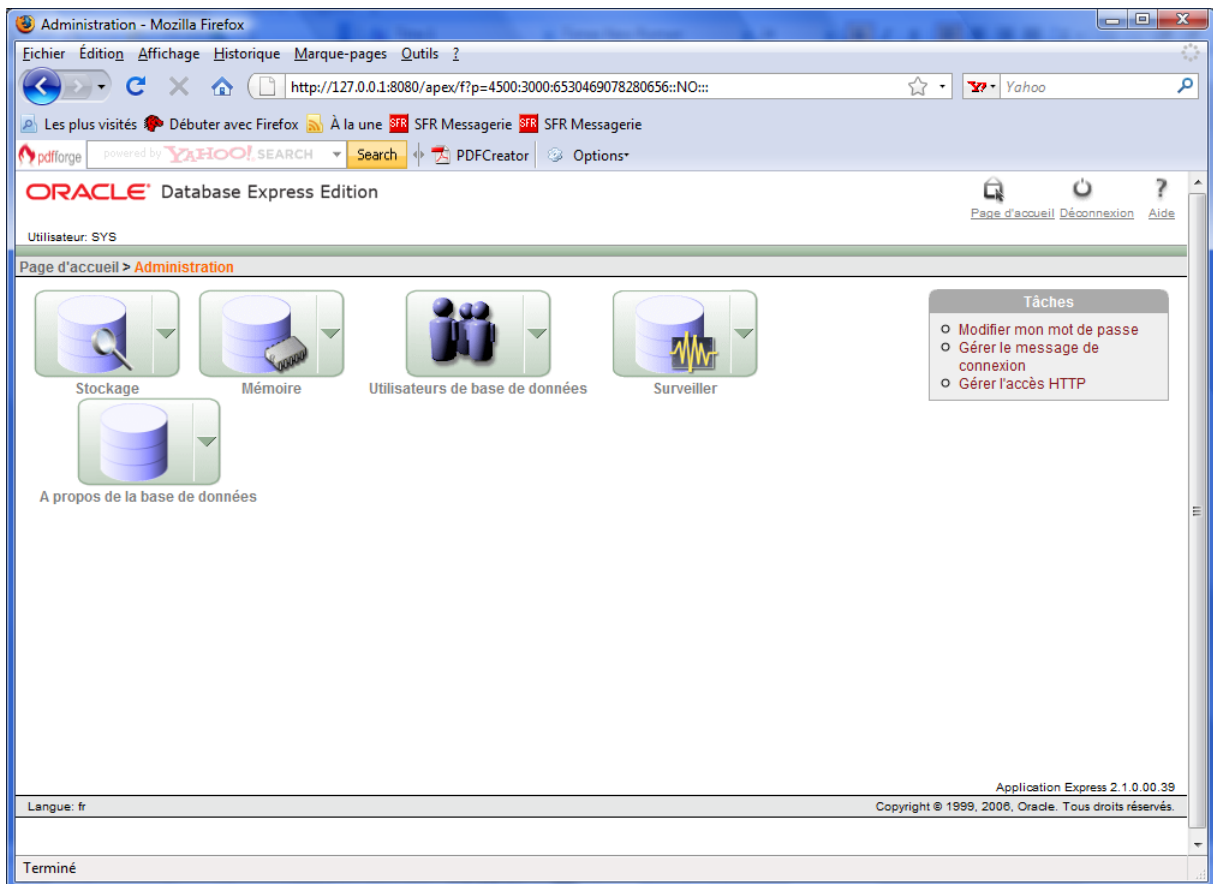 Administration - Mozilla Firefox
Fichier Édition Affichage Historique Marque-pages Outils ?
http://127.0.0.1:8080/apex/f?p=4500:3000:6530469078280656::NO:::
Yahoo
Les plus visités Débuter avec Firefox À la une SFR SFR Messagerie SFR SFR Messagerie
pdfforge powered by YAHOO! SEARCH Search PDFCreator Options
ORACLE Database Express Edition
Page d'accueil Déconnexion Aide
Utilisateur: SYS
Page d'accueil > Administration
Stockage
Mémoire
Utilisateurs de base de données
Surveiller
A propos de la base de données
Tâches
Modifier mon mot de passe
Gérer le message de
connexion
Gérer l'accès HTTP
Application Express 2.1.0.00.39
Langue: fr
Copyright © 1999, 2006, Oracle. Tous droits réservés.
Terminé